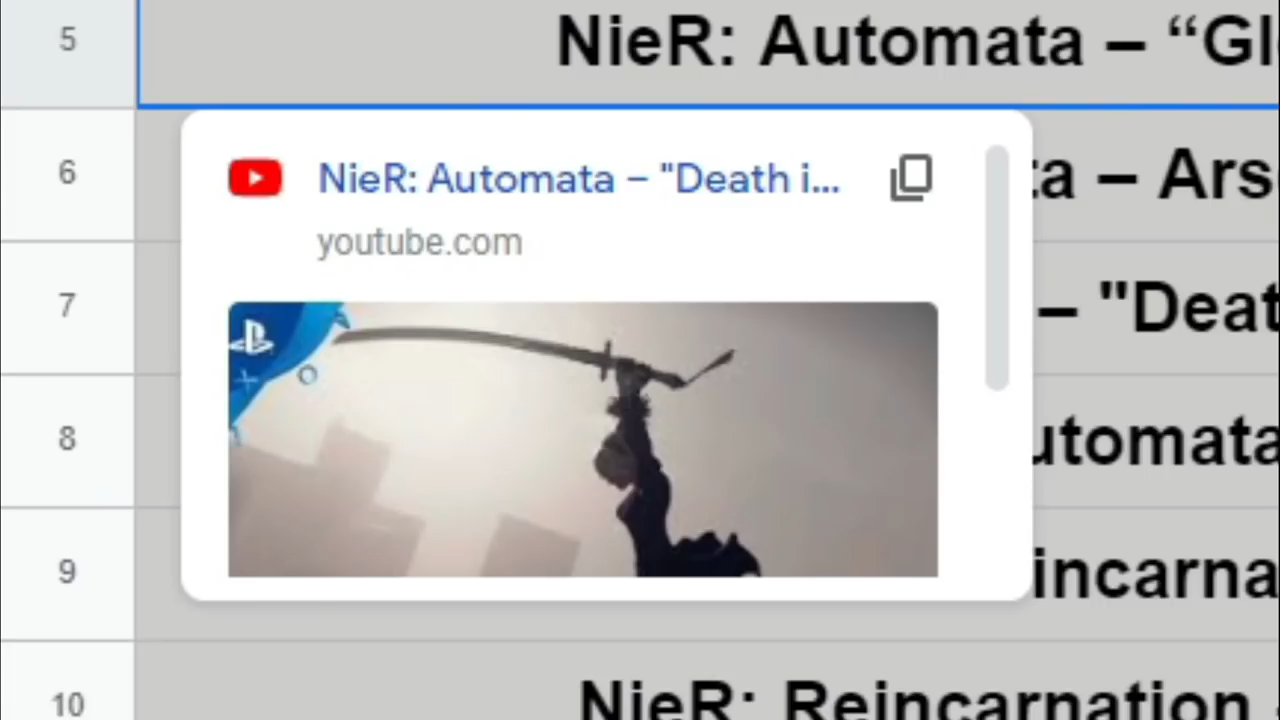 5
NieR: Automata – “Gl
6
ta – Ars
NieR: Automata – "Death i...
youtube.com
7
– "Deat
8
utomata
9
incarna
10
NieR: Reincarnation